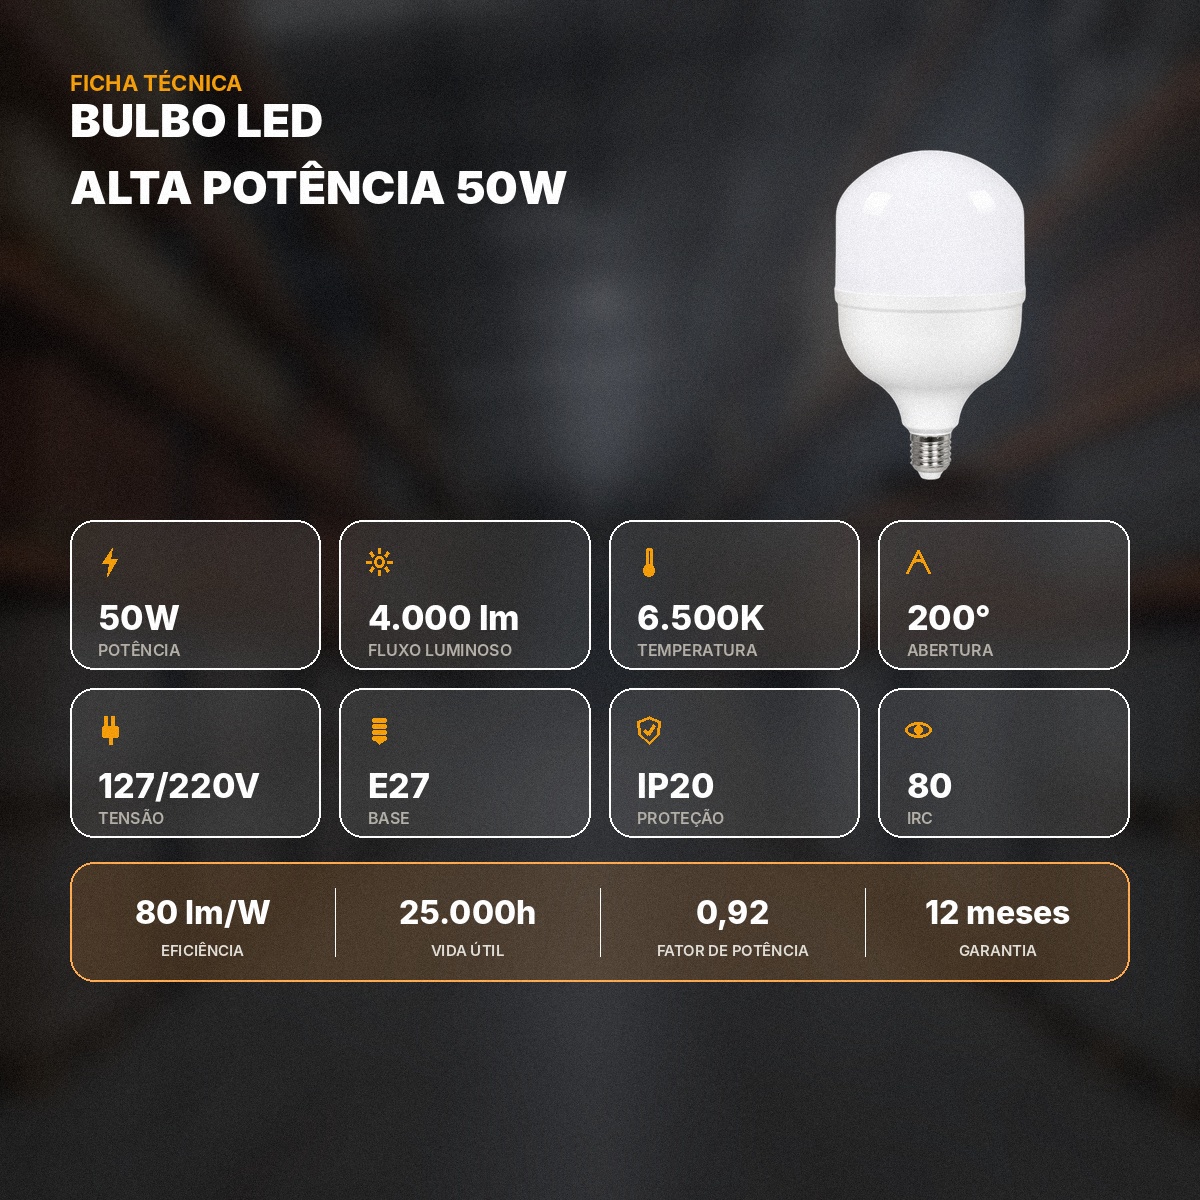 FICHA TÉCNICA
BULBO LED
ALTA POTÊNCIA 50W
50W
POTÊNCIA
4.000 lm
FLUXO LUMINOSO
6.500K
TEMPERATURA
200°
ABERTURA
127/220V
TENSÃO
E27
BASE
IP20
PROTEÇÃO
80
IRC
80 lm/W
EFICIÊNCIA
25.000h
VIDA ÚTIL
0,92
FATOR DE POTÊNCIA
12 meses
GARANTIA